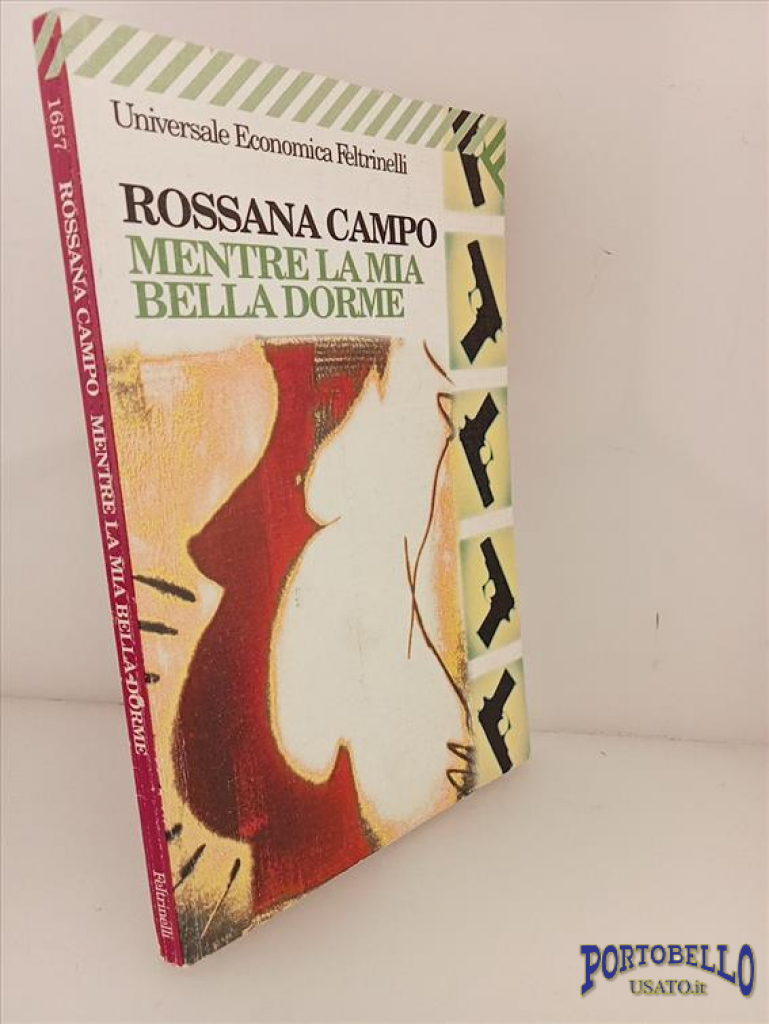 Universale Economica Feltrinelli
ROSSANA CAMPO
MENTRE LA MIA
BELLA DORME
1657 ROSSANA CAMPO MENTRE LA MIA BELLA DORME Feltrinelli
PORTOBELLO
USATO.it